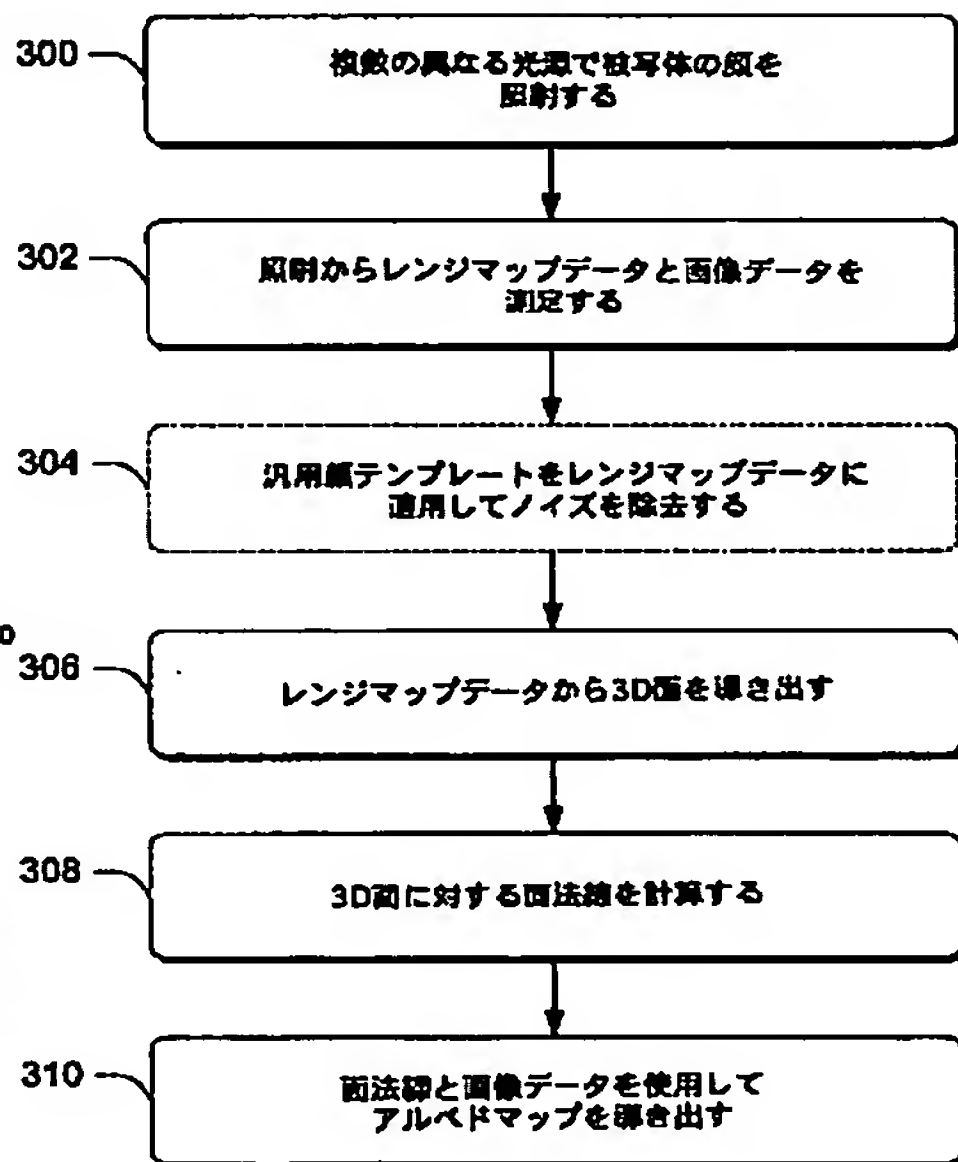 300
複数の異なる光源で被写体の顔を
照射する
302
照明からレンジマップデータと画像データを
測定する
304
汎用顔テンプレートをレンジマップデータに
適用してノイズを除去する
306
レンジマップデータから3D面を導き出す
308
3D面に対する面法線を計算する
310
面法線と画像データを使用して
アルベドマップを導き出す